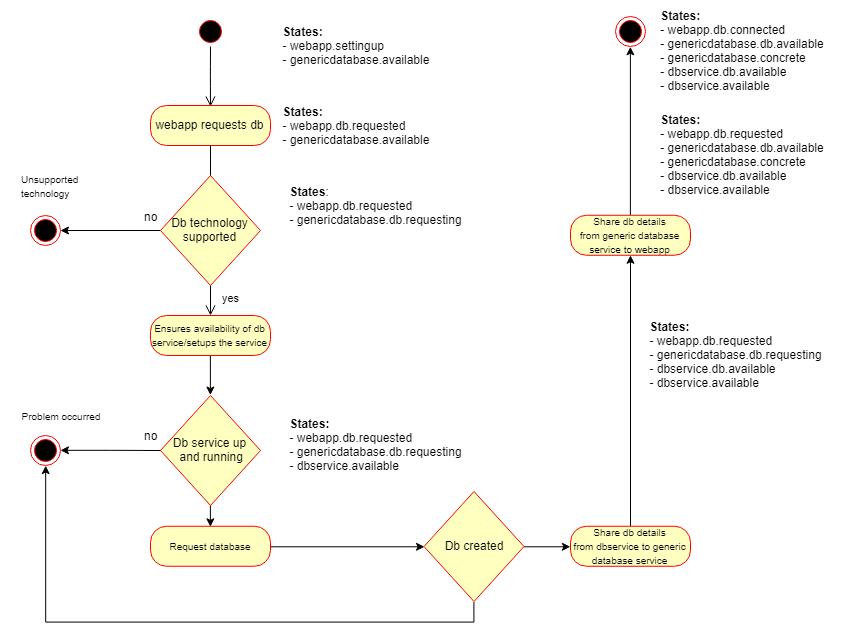 States:
- webapp.settingup
- genericdatabase.available
webapp requests db
States:
- webapp.db.requested
- genericdatabase.available
Unsupported
technology
no
Db technology
supported
States:
- webapp.db.requested
- genericdatabase.db.requesting
yes
Ensures availability of db
service/setups the service
Problem occurred
no
Db service up
and running
States:
- webapp.db.requested
- genericdatabase.db.requesting
- dbservice.available
Request database
Db created
Share db details
from dbservice to generic
database service
States:
- webapp.db.requested
- genericdatabase.db.requesting
- dbservice.db.available
- dbservice.available
Share db details
from generic database
service to webapp
States:
- webapp.db.requested
- genericdatabase.db.available
- genericdatabase.concrete
- dbservice.db.available
- dbservice.available
States:
- webapp.db.connected
- genericdatabase.db.available
- genericdatabase.concrete
- dbservice.db.available
- dbservice.available